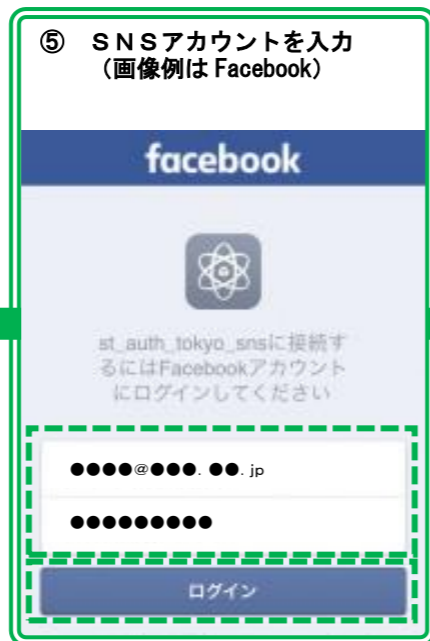 ⑤ ＳＮＳアカウントを入力
（画像例は Facebook）
facebook
st_auth_tokyo_snsに接続す
るにはFacebookアカウント
にログインしてください
●●●●@●●●.●●.jp
●●●●●●●●●
ログイン